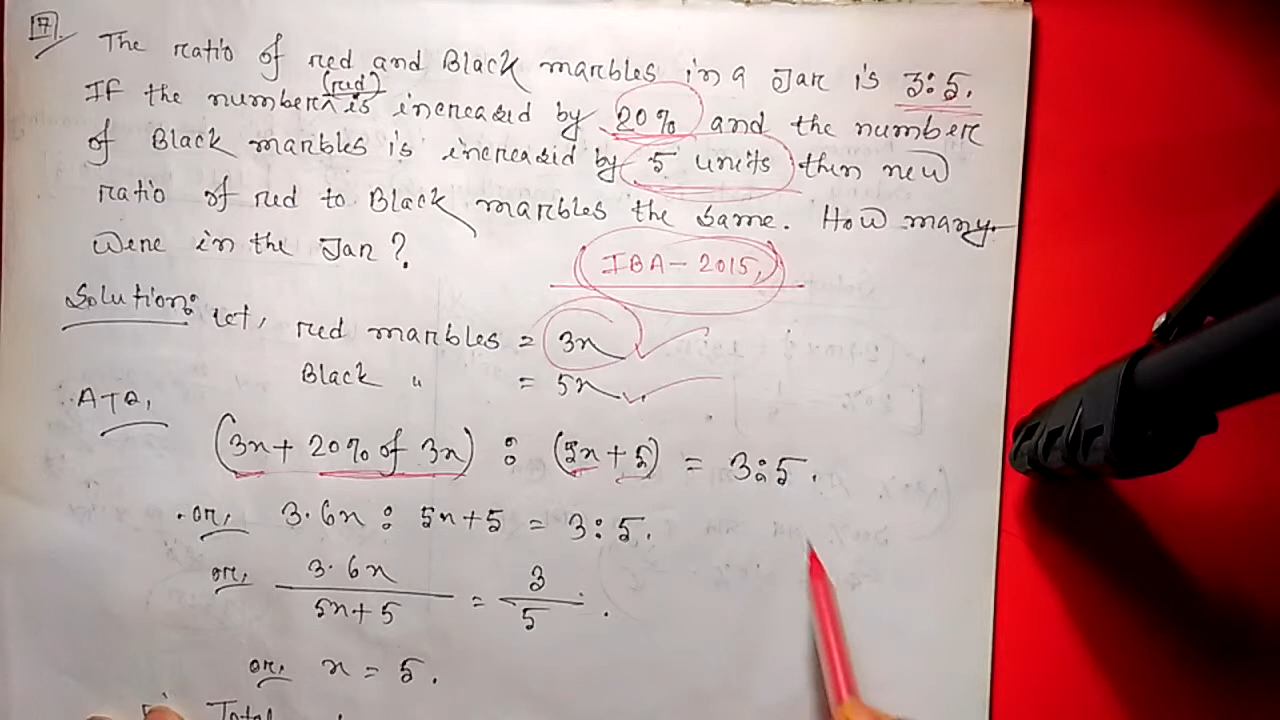 17.
The ratio of red and Black marbles in a Jar is 3:5.
If the number (red) is increased by 20% and the number
of Black marbles is increased by 5 units then new
ratio of red to Black marbles the same. How many
were in the Jar?
IBA-2015,
Solution: let, red marbles = 3x
Black " = 5x
ATQ,
(3x + 20% of 3x) : (5x + 5) = 3:5.
or, 3.6x : 5x+5 = 3:5.
or, 3.6x / 5x+5 = 3 / 5.
or, x = 5.
Total